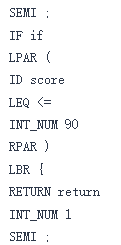 SEMI ;
IF if
LPAR (
ID score
LEQ <=
INT_NUM 90
RPAR )
LBR {
RETURN return
INT_NUM 1
SEMI ;